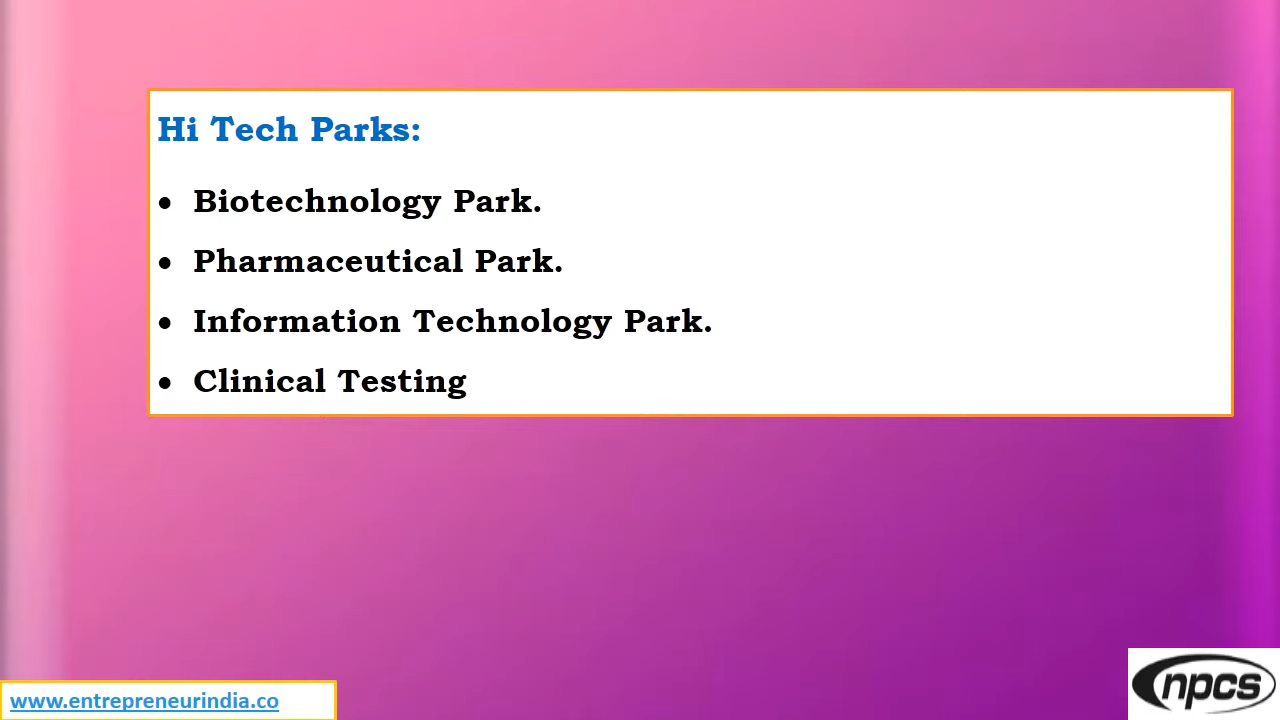 Hi Tech Parks:
• Biotechnology Park.
• Pharmaceutical Park.
• Information Technology Park.
• Clinical Testing
www.entrepreneurindia.co
npcs